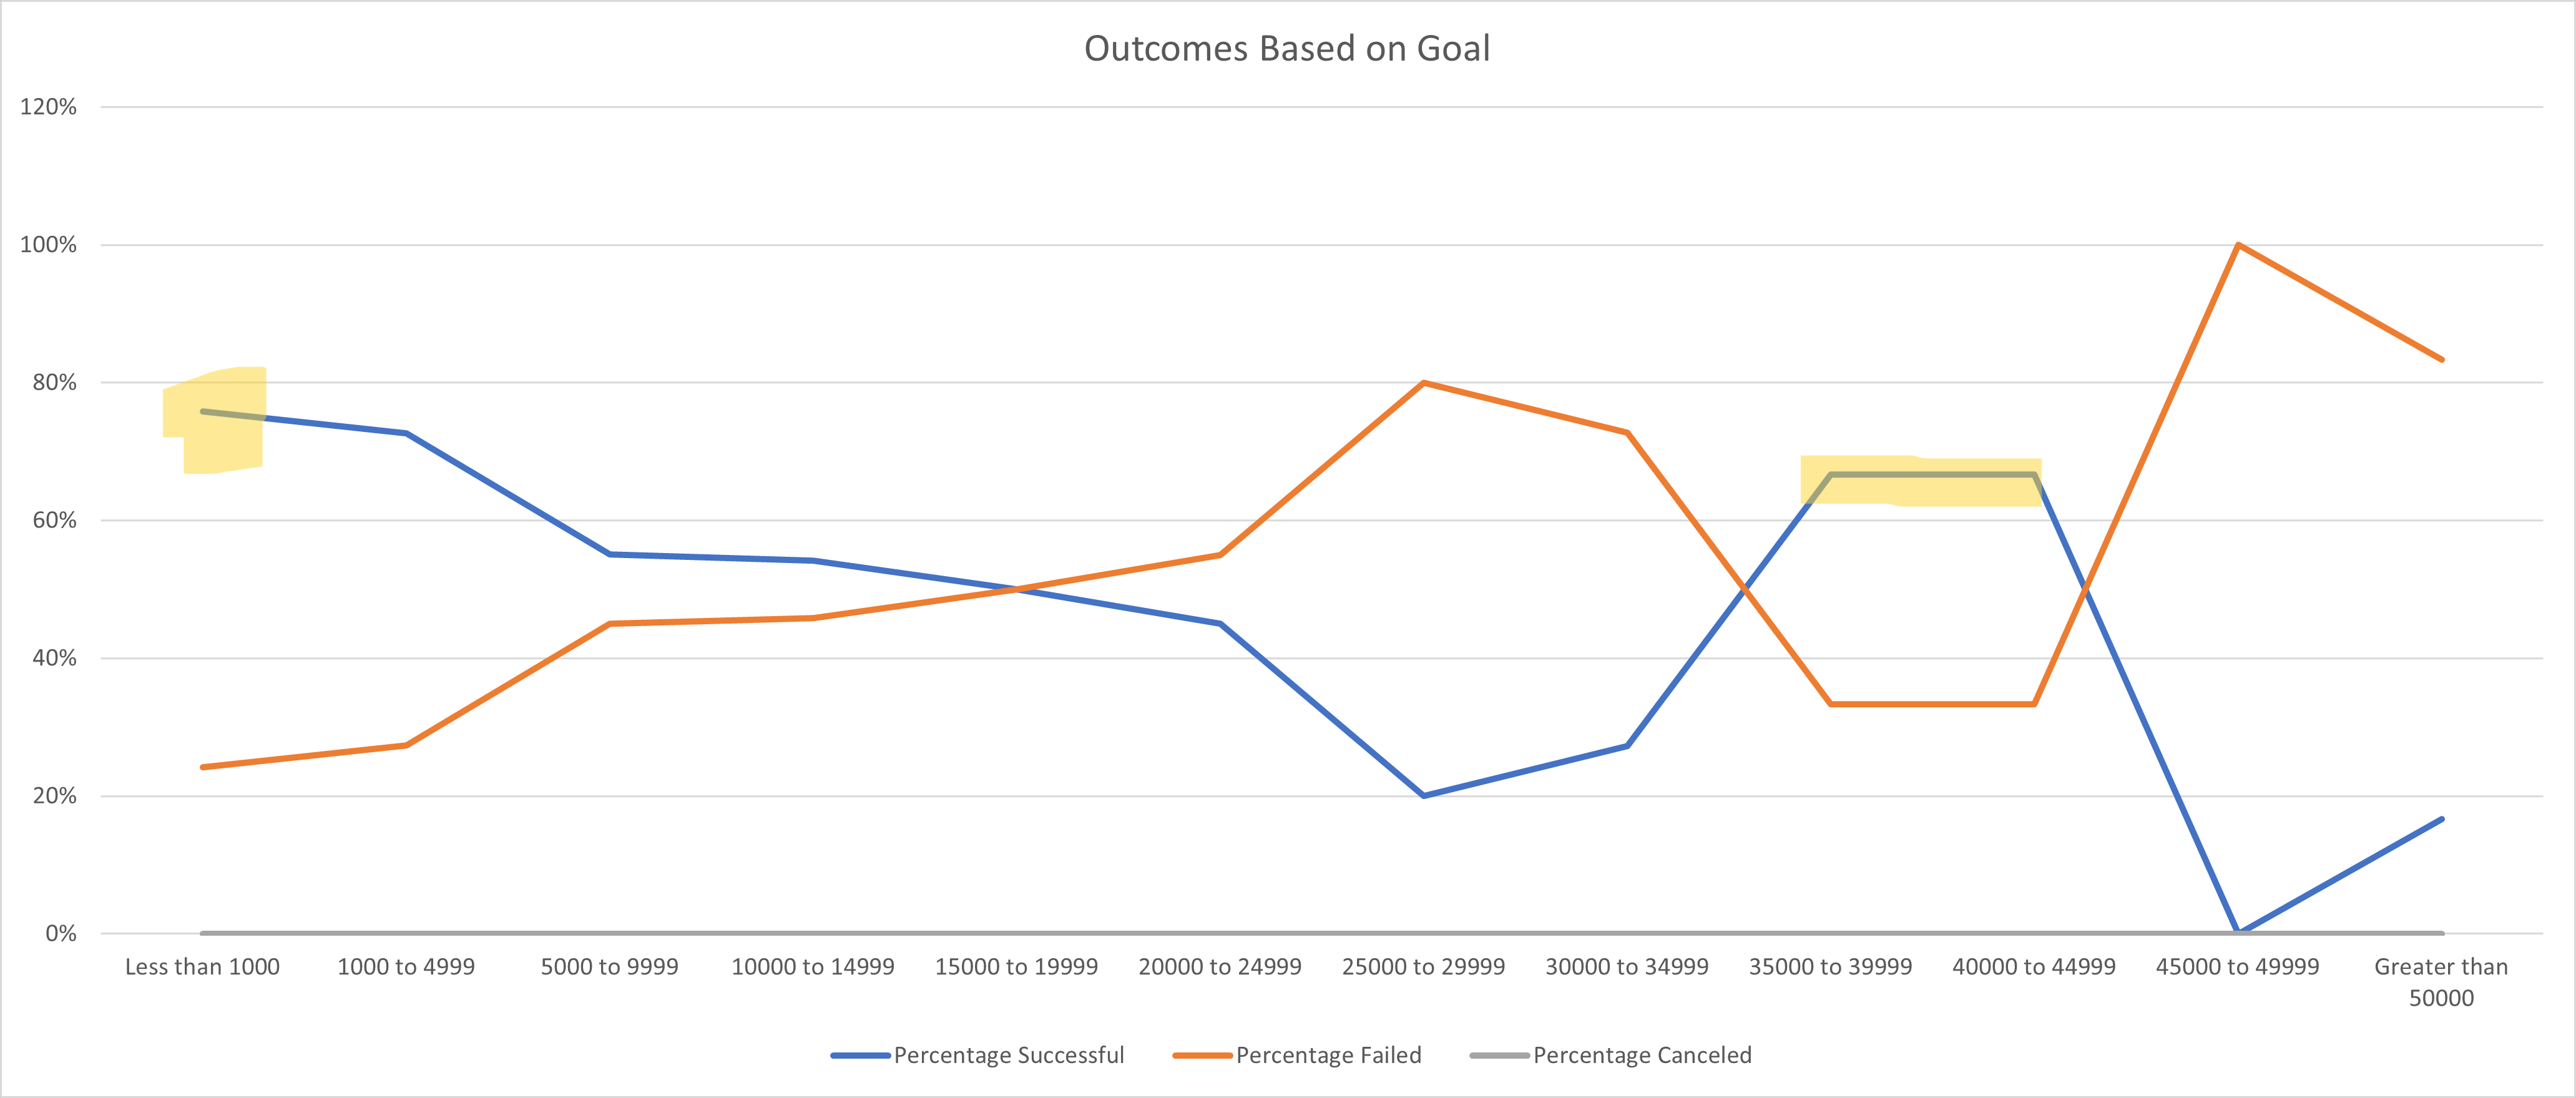 Outcomes Based on Goal
120%
100%
80%
60%
40%
20%
0%
Less than 1000
1000 to 4999
5000 to 9999
10000 to 14999
15000 to 19999
20000 to 24999
25000 to 29999
30000 to 34999
35000 to 39999
40000 to 44999
45000 to 49999
Greater than
50000
Percentage Successful
Percentage Failed
Percentage Canceled